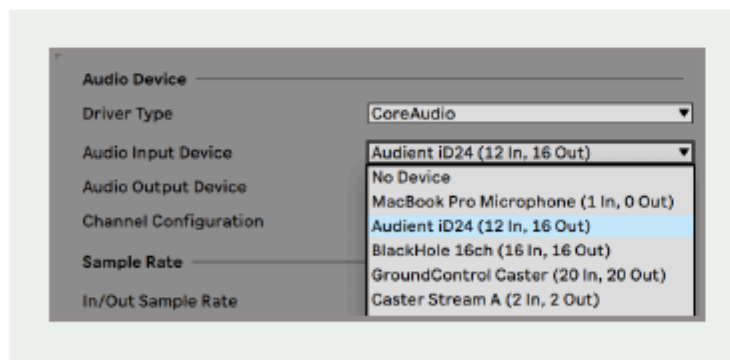 Audio Device
Driver Type CoreAudio
Audio Input Device Audient iD24 (12 In, 16 Out)
No Device
Audio Output Device MacBook Pro Microphone (1 In, 0 Out)
Channel Configuration Audient iD24 (12 In, 16 Out)
BlackHole 16ch (16 In, 16 Out)
Sample Rate GroundControl Caster (20 In, 20 Out)
In/Out Sample Rate Caster Stream A (2 In, 2 Out)